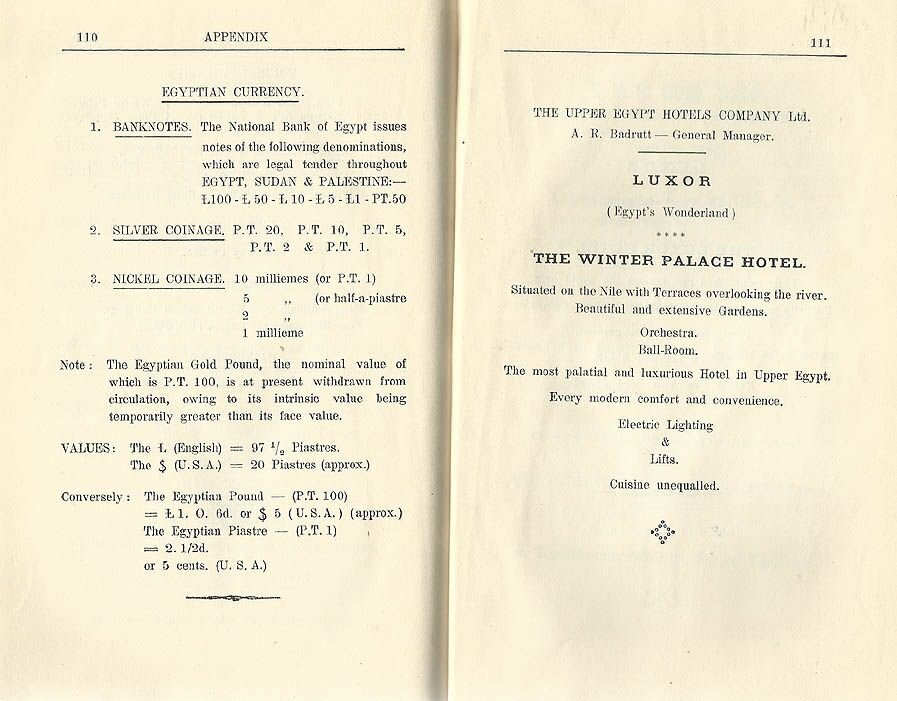 110 APPENDIX
EGYPTIAN CURRENCY.
1. BANKNOTES. The National Bank of Egypt issues
notes of the following denominations,
which are legal tender throughout
EGYPT, SUDAN & PALESTINE:—
Ł100 - Ł 50 - Ł 10 - Ł 5 - Ł1 - PT.50
2. SILVER COINAGE. P.T. 20, P.T. 10, P.T. 5,
P.T. 2 & P.T. 1.
3. NICKEL COINAGE. 10 milliemes (or P.T. 1)
5 ,, (or half-a-piastre
2 ,,
1 millieme
Note : The Egyptian Gold Pound, the nominal value of
which is P.T. 100, is at present withdrawn from
circulation, owing to its intrinsic value being
temporarily greater than its face value.
VALUES: The Ł (English) = 97 1/2 Piastres.
The $ (U.S.A.) = 20 Piastres (approx.)
Conversely : The Egyptian Pound — (P.T. 100)
= Ł 1. O. 6d. or $ 5 (U.S.A.) (approx.)
The Egyptian Piastre — (P.T. 1)
= 2. 1/2d.
or 5 cents. (U. S. A.)
111
THE UPPER EGYPT HOTELS COMPANY Ltd.
A. R. Badrutt — General Manager.
LUXOR
(Egypt's Wonderland)
****
THE WINTER PALACE HOTEL.
Situated on the Nile with Terraces overlooking the river.
Beautiful and extensive Gardens.
Orchestra.
Ball-Room.
The most palatial and luxurious Hotel in Upper Egypt.
Every modern comfort and convenience.
Electric Lighting
&
Lifts.
Cuisine unequalled.